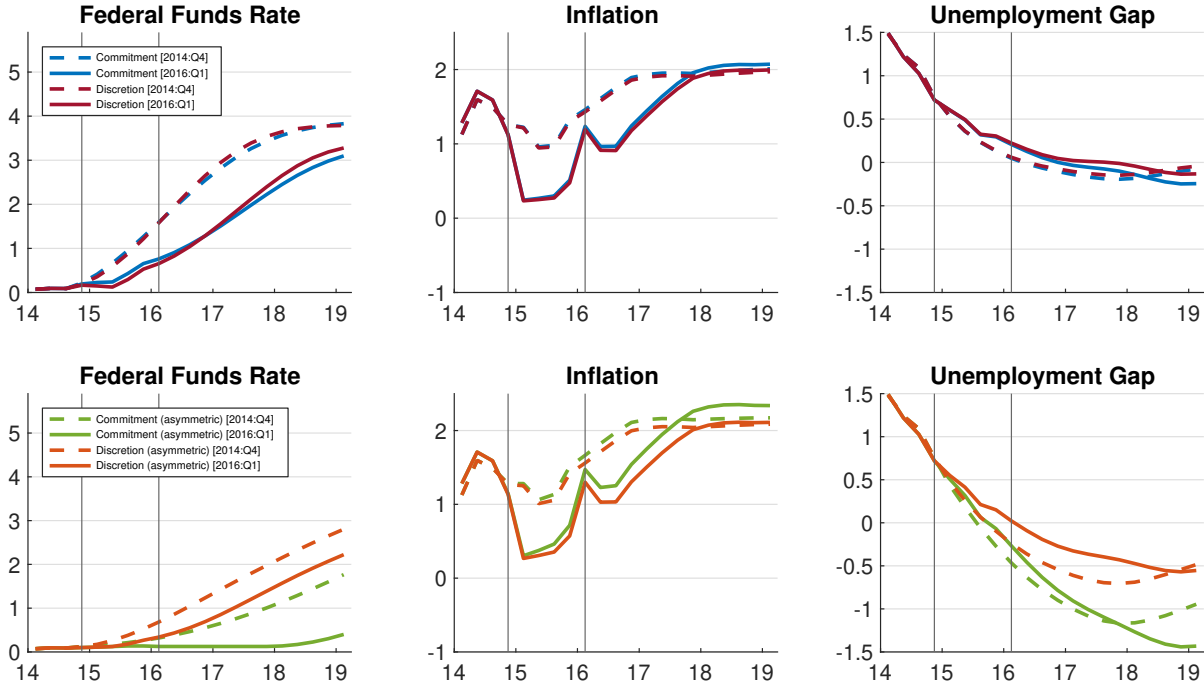 Federal Funds Rate
5
4
3
2
1
0
14 15 16 17 18 19
Commitment [2014:Q4]
Commitment [2016:Q1]
Discretion [2014:Q4]
Discretion [2016:Q1]
Inflation
2
1
0
-1
14 15 16 17 18 19
Unemployment Gap
1.5
1
0.5
0
-0.5
-1
-1.5
14 15 16 17 18 19
Federal Funds Rate
5
4
3
2
1
0
14 15 16 17 18 19
Commitment (asymmetric) [2014:Q4]
Commitment (asymmetric) [2016:Q1]
Discretion (asymmetric) [2014:Q4]
Discretion (asymmetric) [2016:Q1]
Inflation
2
1
0
-1
14 15 16 17 18 19
Unemployment Gap
1.5
1
0.5
0
-0.5
-1
-1.5
14 15 16 17 18 19